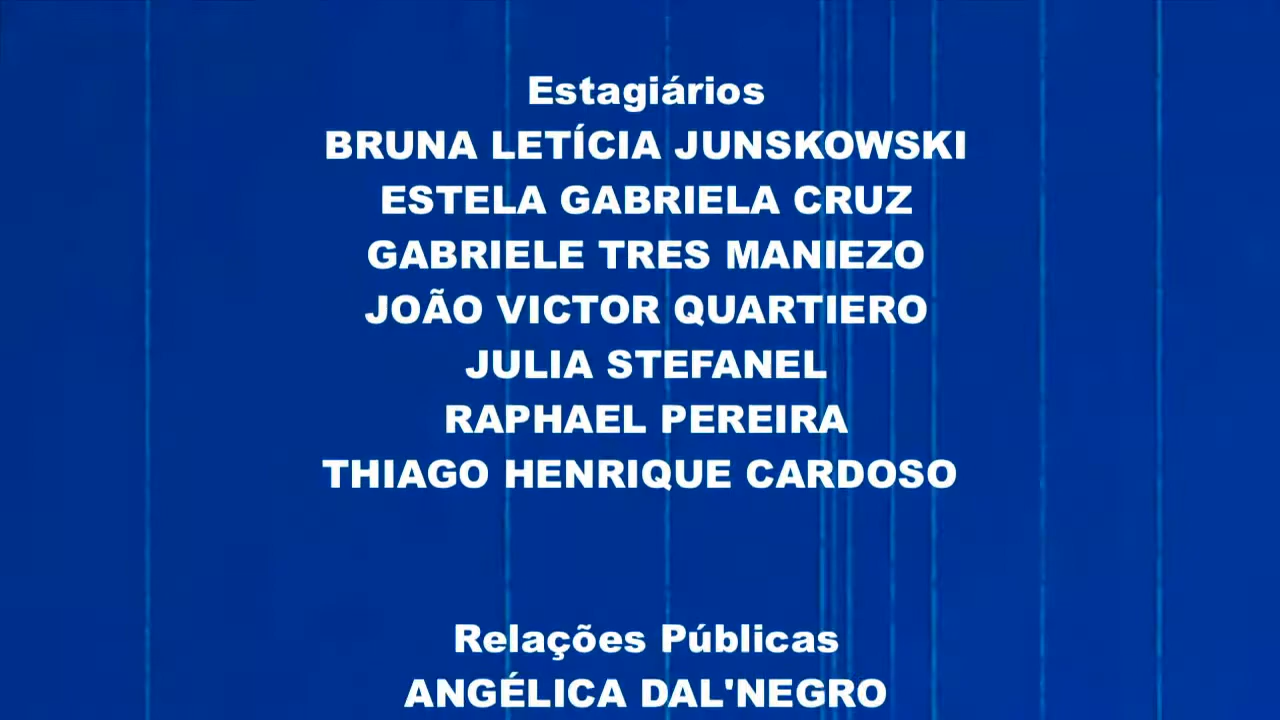 Estagiários
BRUNA LETÍCIA JUNSKOWSKI
ESTELA GABRIELA CRUZ
GABRIELE TRES MANIEZO
JOÃO VICTOR QUARTIERO
JULIA STEFANEL
RAPHAEL PEREIRA
THIAGO HENRIQUE CARDOSO
Relações Públicas
ANGÉLICA DAL'NEGRO